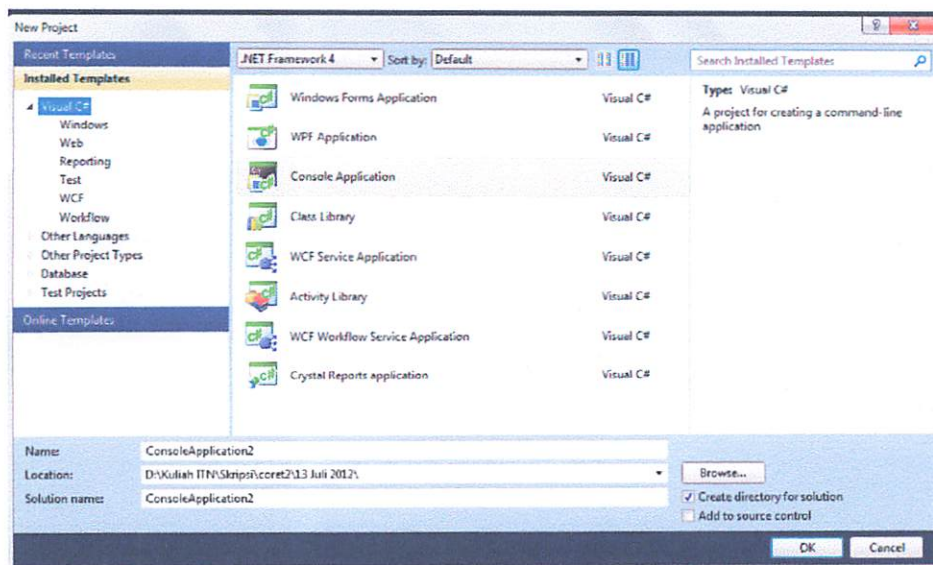 New Project
Recent Templates
Installed Templates
Visual C#
Windows
Web
Reporting
Test
WCF
Workflow
Other Languages
Other Project Types
Database
Test Projects
Online Templates
.NET Framework 4
Sort by: Default
Windows Forms Application Visual C#
WPF Application Visual C#
Console Application Visual C#
Class Library Visual C#
WCF Service Application Visual C#
Activity Library Visual C#
WCF Workflow Service Application Visual C#
Crystal Reports application Visual C#
Search Installed Templates
Type: Visual C#
A project for creating a command-line
application
Name: ConsoleApplication2
Location: D:\Kuliah ITN\Skripsi\coret2\13 Juli 2012\
Browse...
Solution name: ConsoleApplication2
Create directory for solution
Add to source control
OK Cancel